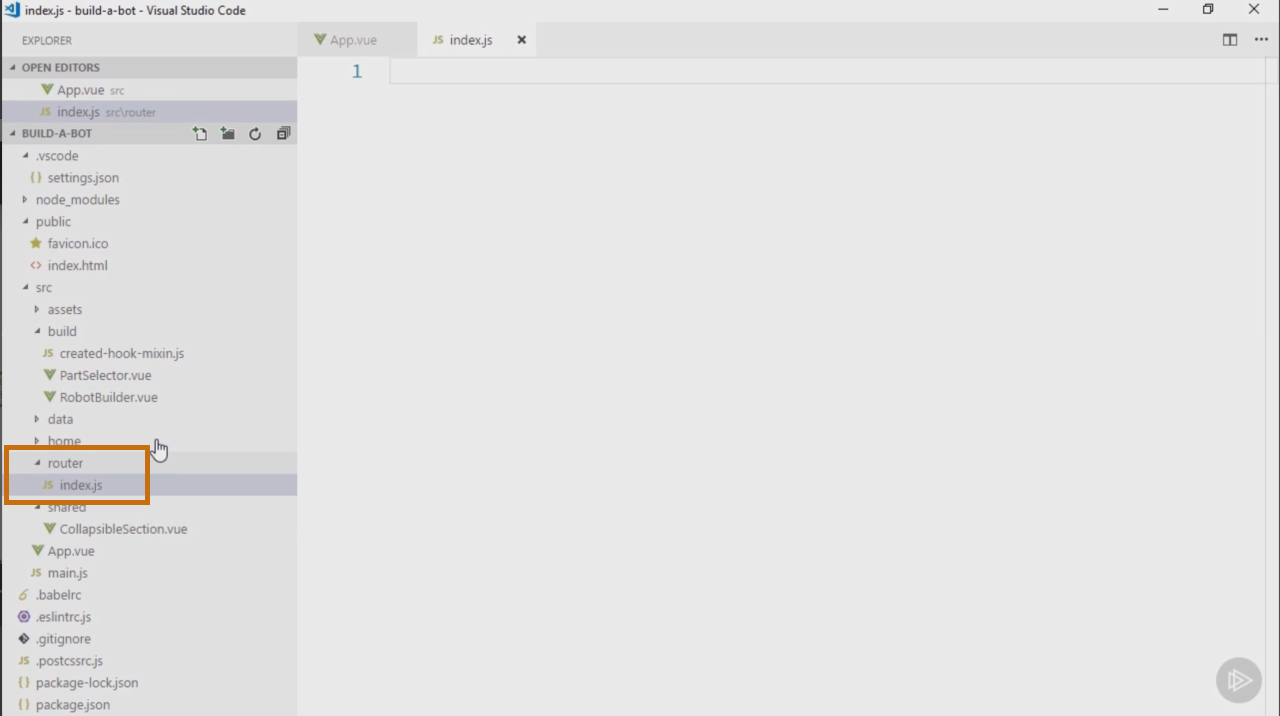 index.js - build-a-bot - Visual Studio Code
EXPLORER
App.vue
JS index.js
OPEN EDITORS
App.vue src
JS index.js src\router
BUILD-A-BOT
.vscode
{} settings.json
node_modules
public
favicon.ico
<> index.html
src
assets
build
JS created-hook-mixin.js
PartSelector.vue
RobotBuilder.vue
data
home
router
JS index.js
shared
CollapsibleSection.vue
App.vue
JS main.js
.babelrc
.eslintrc.js
.gitignore
JS .postcssrc.js
{} package-lock.json
{} package.json
1